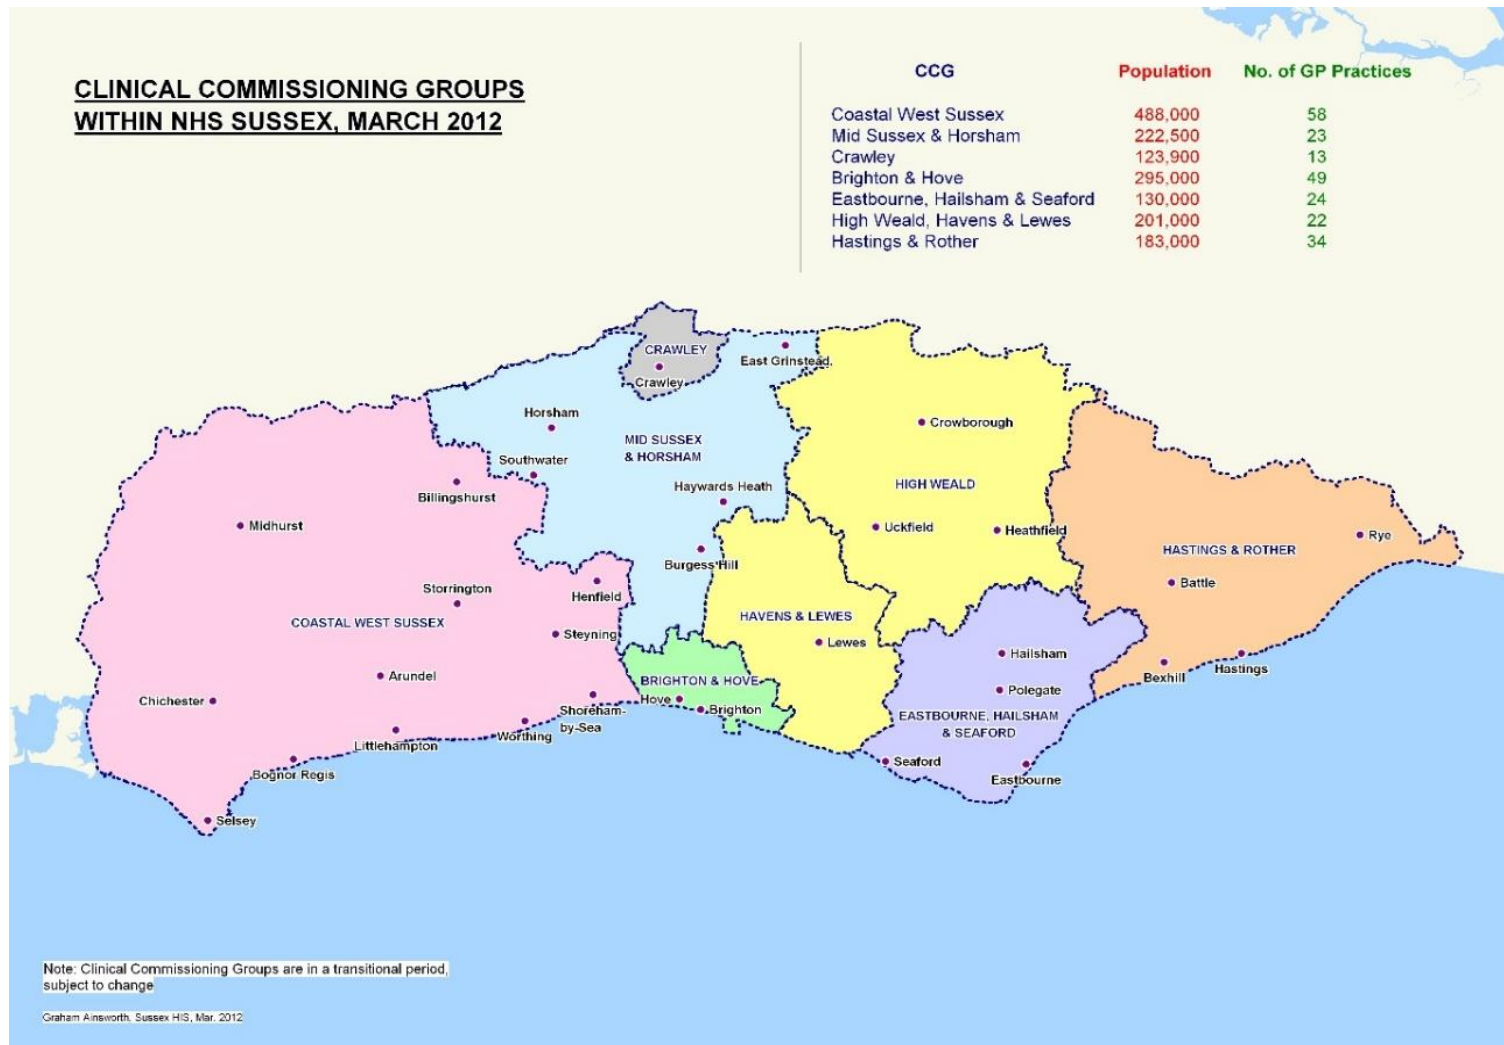 CLINICAL COMMISSIONING GROUPS
WITHIN NHS SUSSEX, MARCH 2012
CCG Population No. of GP Practices
Coastal West Sussex 488,000 58
Mid Sussex & Horsham 222,500 23
Crawley 123,900 13
Brighton & Hove 295,000 49
Eastbourne, Hailsham & Seaford 130,000 24
High Weald, Havens & Lewes 201,000 22
Hastings & Rother 183,000 34
CRAWLEY
Crawley
East Grinstead
Horsham
MID SUSSEX
& HORSHAM
Southwater
Billingshurst
Haywards Heath
Burgess Hill
Crowborough
HIGH WEALD
Uckfield
Heathfield
Midhurst
Storrington
Henfield
COASTAL WEST SUSSEX
Steyning
Arundel
Chichester
Shoreham-
by-Sea
Worthing
Littlehampton
Bognor Regis
Selsey
HAVENS & LEWES
Lewes
BRIGHTON & HOVE
Hove
Brighton
Hailsham
Polegate
EASTBOURNE, HAILSHAM
& SEAFORD
Seaford
Eastbourne
HASTINGS & ROTHER
Rye
Battle
Bexhill
Hastings
Note: Clinical Commissioning Groups are in a transitional period,
subject to change
Graham Ainsworth, Sussex HIS, Mar. 2012